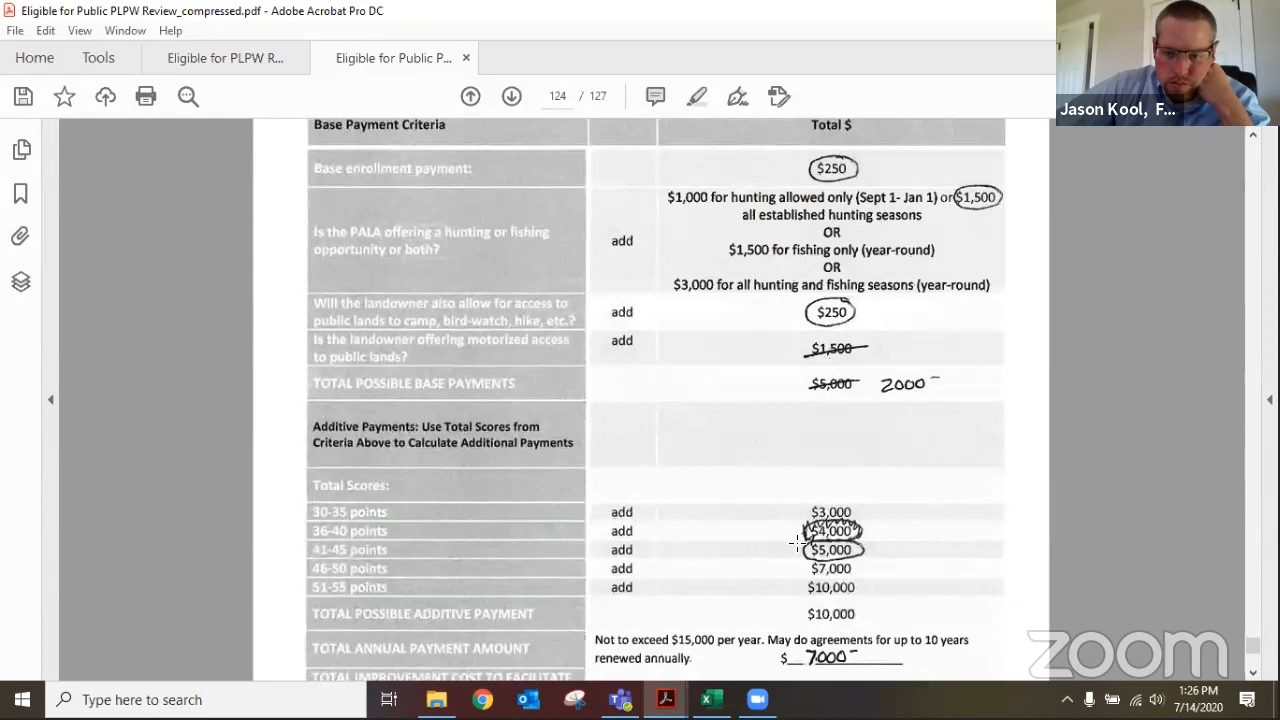 Eligible for Public PLPW Review_compressed.pdf - Adobe Acrobat Pro DC
File Edit View Window Help
Home Tools Eligible for PLPW R... Eligible for Public P... ×
124 / 127
Jason Kool, F...
Base Payment Criteria Total $
Base enrollment payment: $250
$1,000 for hunting allowed only (Sept 1- Jan 1) or $1,500
all established hunting seasons
OR
Is the PALA offering a hunting or fishing
opportunity or both? add
$1,500 for fishing only (year-round)
OR
$3,000 for all hunting and fishing seasons (year-round)
Will the landowner also allow for access to
public lands to camp, bird-watch, hike, etc.? add $250
Is the landowner offering motorized access
to public lands? add $1,500
TOTAL POSSIBLE BASE PAYMENTS $5,000 2000
Additive Payments: Use Total Scores from
Criteria Above to Calculate Additional Payments
Total Scores:
30-35 points add $3,000
36-40 points add $4,000
41-45 points add $5,000
46-50 points add $7,000
51-55 points add $10,000
TOTAL POSSIBLE ADDITIVE PAYMENT $10,000
Not to exceed $15,000 per year. May do agreements for up to 10 years
TOTAL ANNUAL PAYMENT AMOUNT renewed annually. $ 7000
TOTAL IMPROVEMENT COST TO FACILITATE
zoom
Type here to search
1:26 PM
7/14/2020